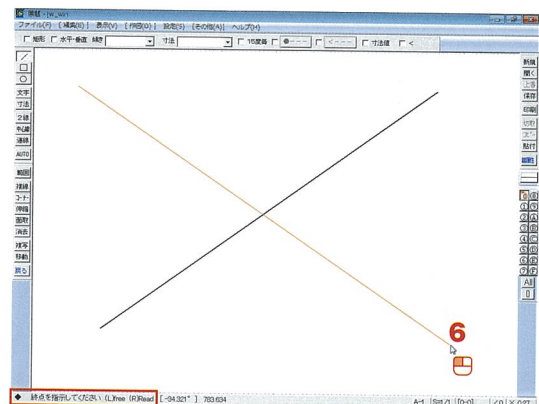 無題 - jw_win
ファイル(F) [編集(E)] 表示(V) [作図(D)] 設定(S) [その他(A)] ヘルプ(H)
矩形 水平・垂直 傾き 寸法 15度毎 ●--- <--- 寸法値 <
文字
寸法
2線
中心線
連線
AUTO
範囲
複線
コーナー
伸縮
面取
消去
複写
移動
戻る
新規
開く
上書
保存
印刷
切取
コピー
貼付
All
0
6
終点を指示してください (L)free (R)Read [-34.321°] 783.634
A-1 S=1/1 [0-0] ∠0 × 0.27